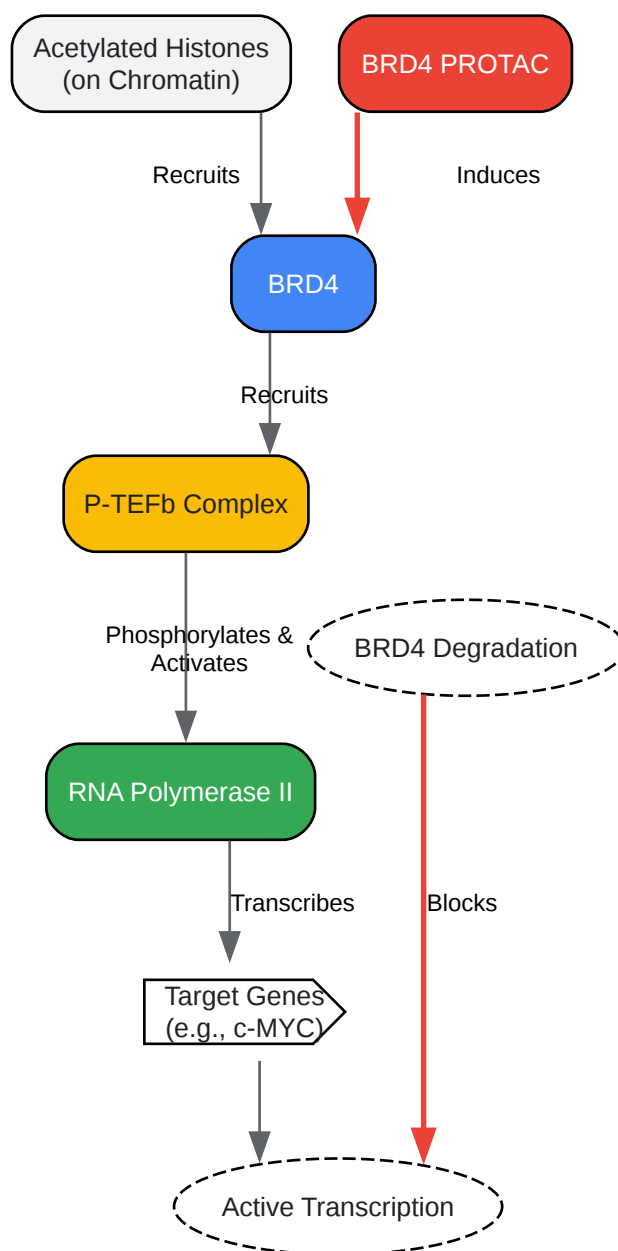 Acetylated Histones
(on Chromatin)
BRD4 PROTAC
Recruits
Induces
BRD4
Recruits
P-TEFb Complex
Phosphorylates &
Activates
BRD4 Degradation
RNA Polymerase II
Transcribes
Blocks
Target Genes
(e.g., c-MYC)
Active Transcription